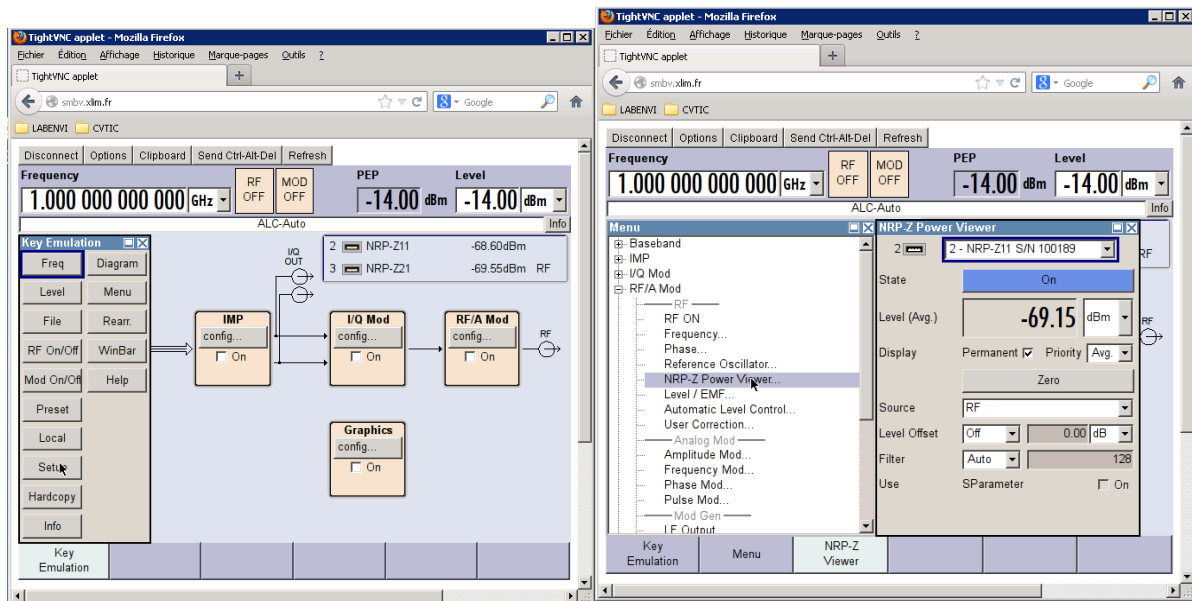 TightVNC applet - Mozilla Firefox
Fichier Édition Affichage Historique Marque-pages Outils ?
TightVNC applet +
smbv.xlim.fr Google
LABENVI CVTIC
Disconnect Options Clipboard Send Ctrl-Alt-Del Refresh
Frequency PEP Level
1.000 000 000 000 GHz RF OFF MOD OFF -14.00 dBm -14.00 dBm
ALC-Auto Info
Key Emulation
Freq Diagram
Level Menu
File Rearr.
RF On/Off WinBar
Mod On/Off Help
Preset
Local
Setup
Hardcopy
Info
I/Q OUT
2 NRP-Z11 -68.60dBm
3 NRP-Z21 -69.55dBm RF
IMP I/Q Mod RF/A Mod RF
config... config... config...
On On On
Graphics
config...
On
Key Emulation
TightVNC applet - Mozilla Firefox
Fichier Édition Affichage Historique Marque-pages Outils ?
TightVNC applet +
smbv.xlim.fr Google
LABENVI CVTIC
Disconnect Options Clipboard Send Ctrl-Alt-Del Refresh
Frequency PEP Level
1.000 000 000 000 GHz RF OFF MOD OFF -14.00 dBm -14.00 dBm
ALC-Auto Info
Menu
Baseband
IMP
I/Q Mod
RF/A Mod
RF
RF ON
Frequency...
Phase...
Reference Oscillator...
NRP-Z Power Viewer...
Level / EMF...
Automatic Level Control...
User Correction...
Analog Mod
Amplitude Mod...
Frequency Mod...
Phase Mod...
Pulse Mod...
Mod Gen
LF Output
NRP-Z Power Viewer
2 2 - NRP-Z11 S/N 100189
State On
Level (Avg.) -69.15 dBm
Display Permanent Priority Avg.
Zero
Source RF
Level Offset Off 0.00 dB
Filter Auto 128
Use SParameter On
RF
RF
Key Emulation Menu NRP-Z Viewer